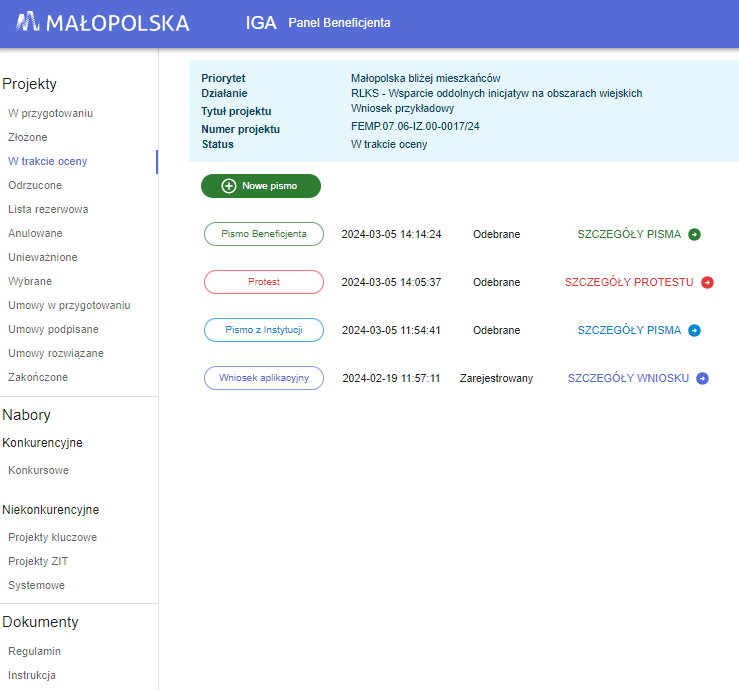 MAŁOPOLSKA
IGA Panel Beneficjenta
Projekty
W przygotowaniu
Złożone
W trakcie oceny
Odrzucone
Lista rezerwowa
Anulowane
Unieważnione
Wybrane
Umowy w przygotowaniu
Umowy podpisane
Umowy rozwiązane
Zakończone
Nabory
Konkurencyjne
Konkursowe
Niekonkurencyjne
Projekty kluczowe
Projekty ZIT
Systemowe
Dokumenty
Regulamin
Instrukcja
Priorytet Małopolska bliżej mieszkańców
Działanie RLKS - Wsparcie oddolnych inicjatyw na obszarach wiejskich
Tytuł projektu Wniosek przykładowy
Numer projektu FEMP.07.06-IZ.00-0017/24
Status W trakcie oceny
Nowe pismo
Pismo Beneficjenta 2024-03-05 14:14:24 Odebrane SZCZEGÓŁY PISMA
Protest 2024-03-05 14:05:37 Odebrane SZCZEGÓŁY PROTESTU
Pismo z Instytucji 2024-03-05 11:54:41 Odebrane SZCZEGÓŁY PISMA
Wniosek aplikacyjny 2024-02-19 11:57:11 Zarejestrowany SZCZEGÓŁY WNIOSKU